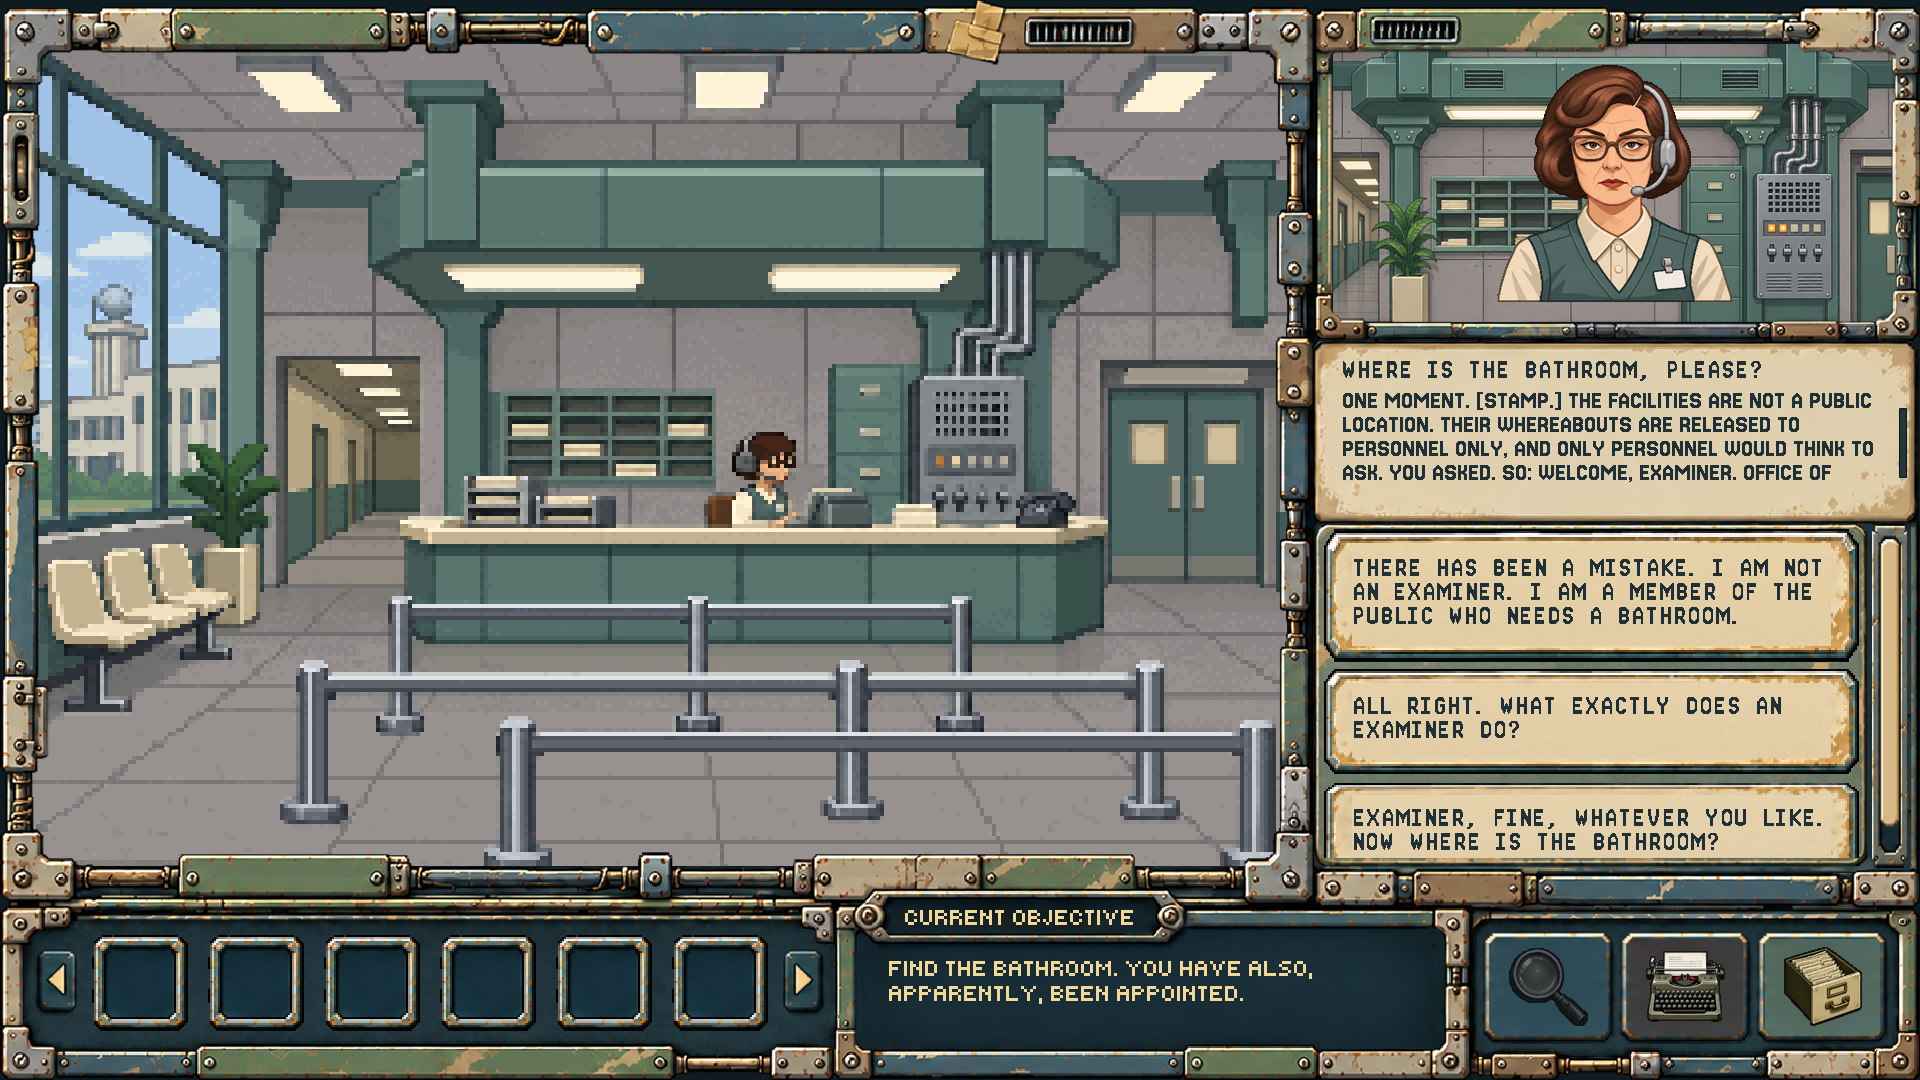 WHERE IS THE BATHROOM, PLEASE?
ONE MOMENT. [STAMP.] THE FACILITIES ARE NOT A PUBLIC
LOCATION. THEIR WHEREABOUTS ARE RELEASED TO
PERSONNEL ONLY, AND ONLY PERSONNEL WOULD THINK TO
ASK. YOU ASKED. SO: WELCOME, EXAMINER. OFFICE OF
THERE HAS BEEN A MISTAKE. I AM NOT
AN EXAMINER. I AM A MEMBER OF THE
PUBLIC WHO NEEDS A BATHROOM.
ALL RIGHT. WHAT EXACTLY DOES AN
EXAMINER DO?
EXAMINER, FINE, WHATEVER YOU LIKE.
NOW WHERE IS THE BATHROOM?
CURRENT OBJECTIVE
FIND THE BATHROOM. YOU HAVE ALSO,
APPARENTLY, BEEN APPOINTED.